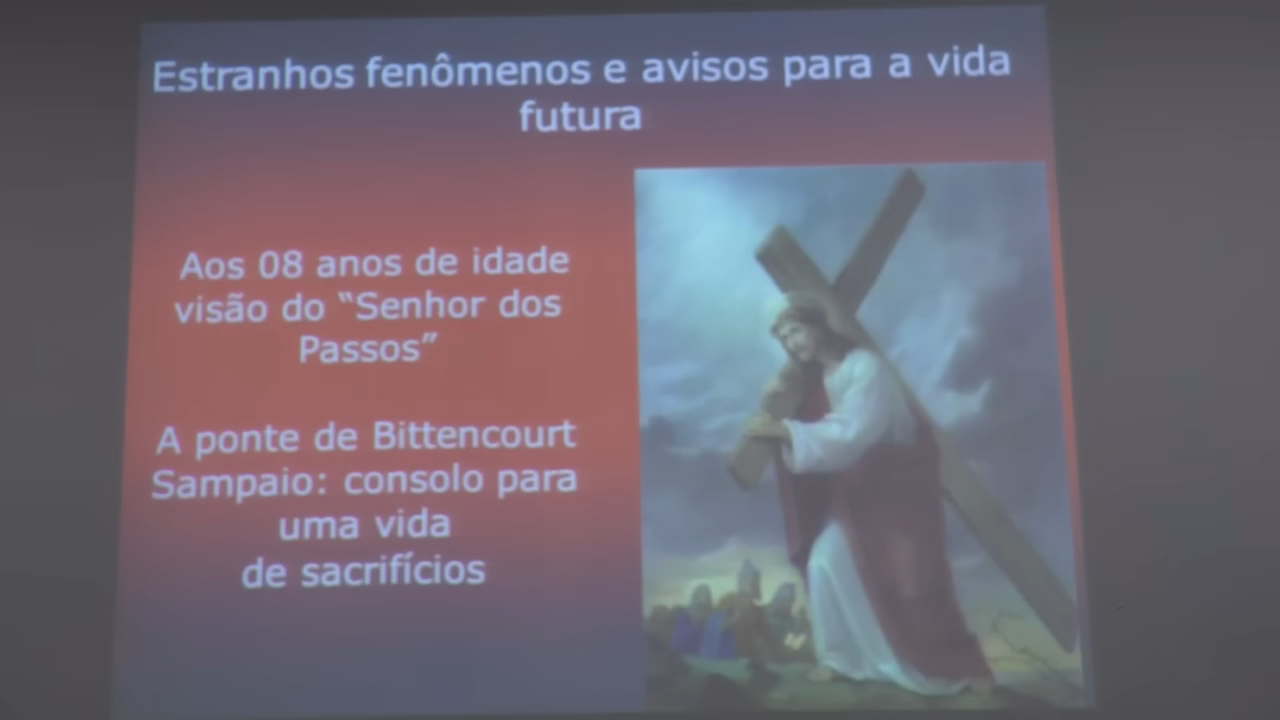 Estranhos fenômenos e avisos para a vida
futura
Aos 08 anos de idade
visão do “Senhor dos
Passos”
A ponte de Bittencourt
Sampaio: consolo para
uma vida
de sacrifícios